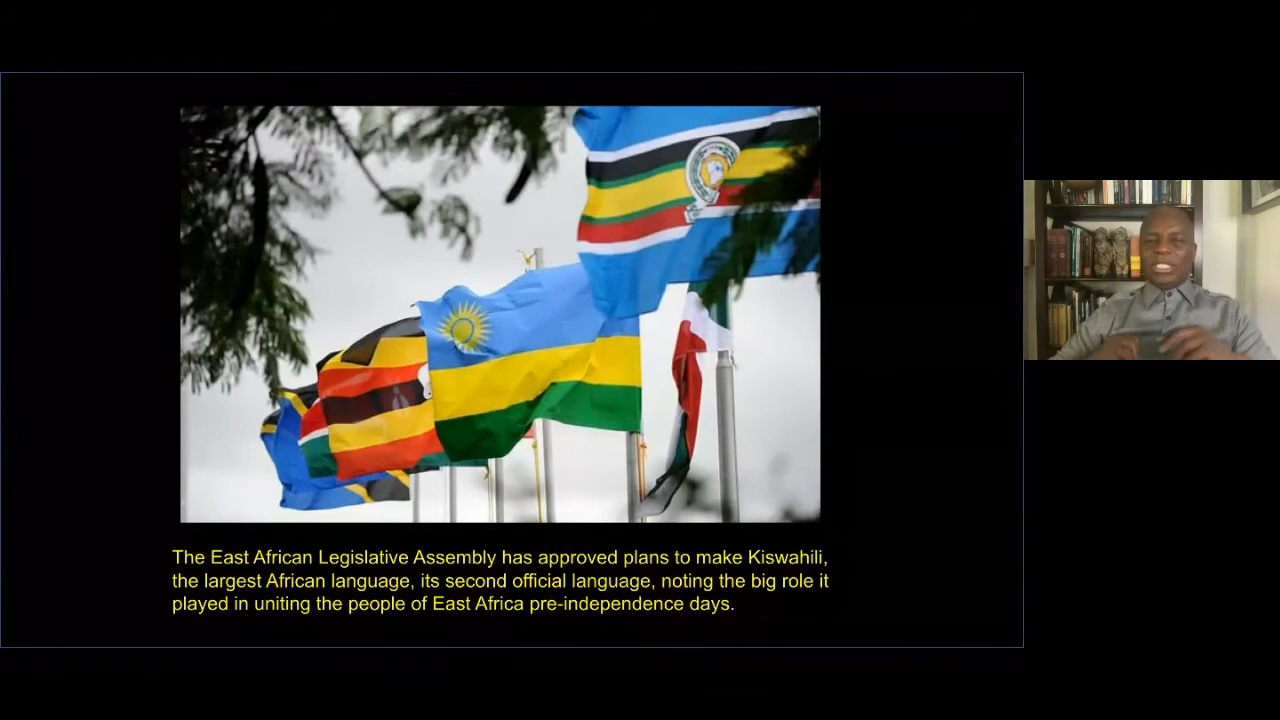 The East African Legislative Assembly has approved plans to make Kiswahili,
the largest African language, its second official language, noting the big role it
played in uniting the people of East Africa pre-independence days.